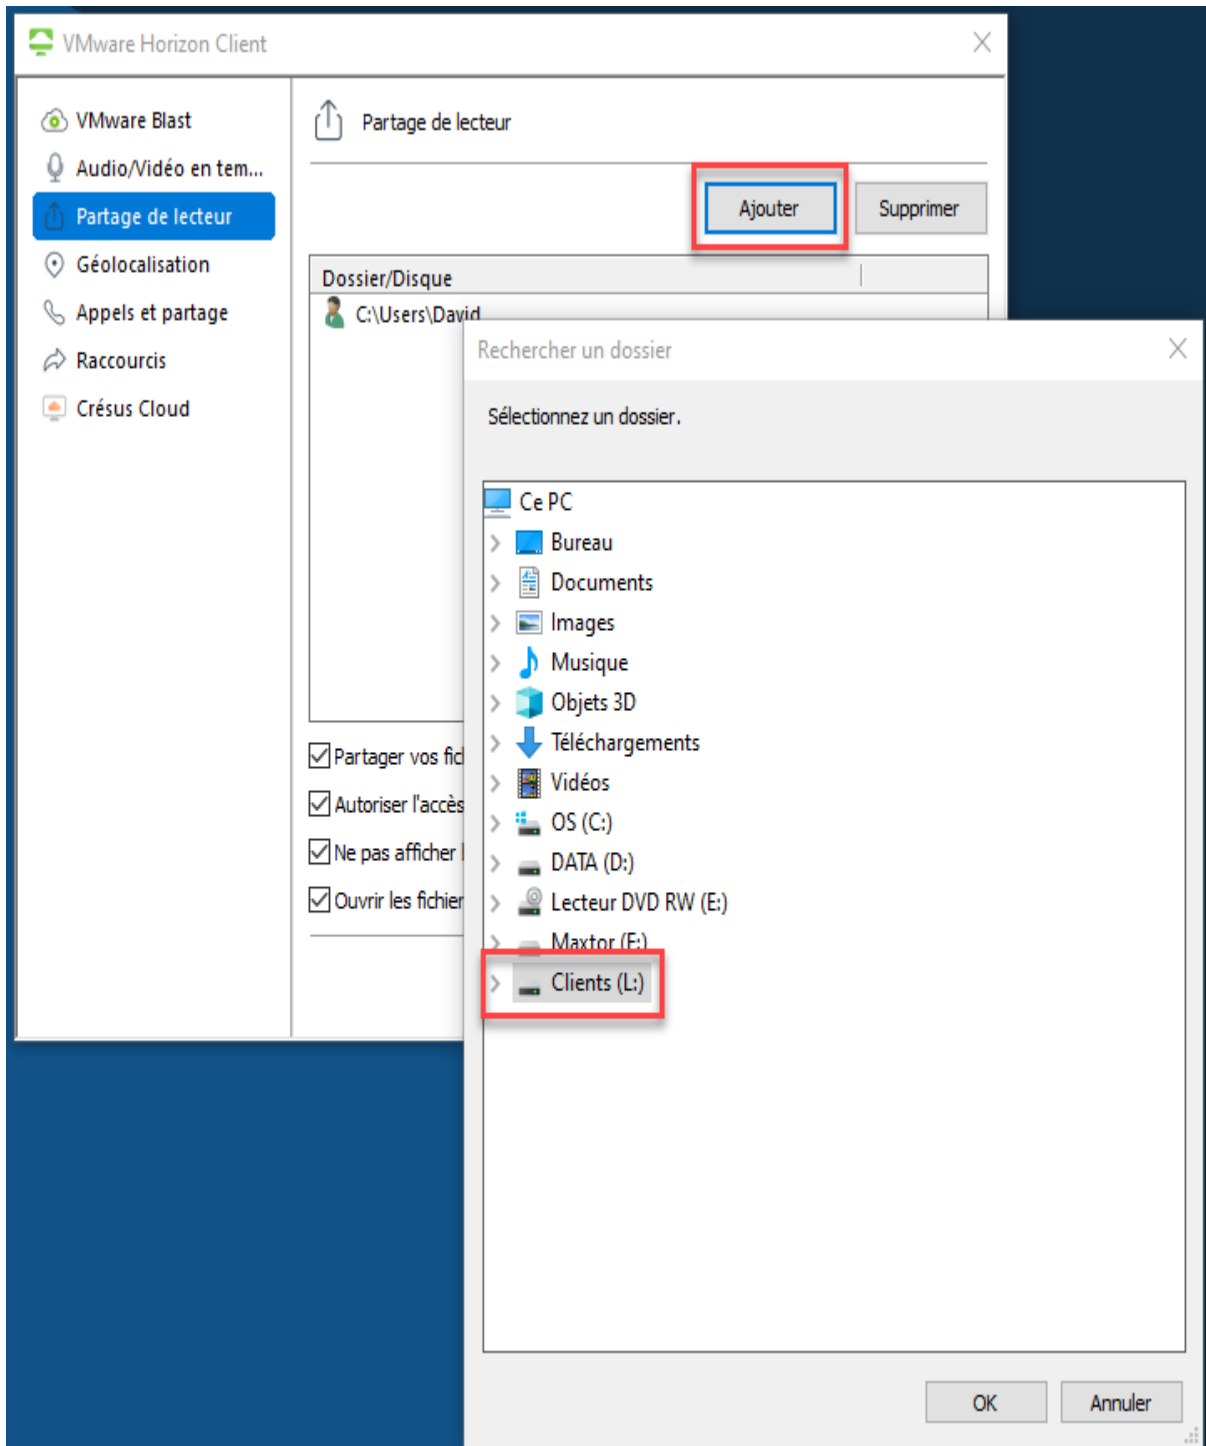 VMware Horizon Client
VMware Blast
Audio/Vidéo en tem...
Partage de lecteur
Géolocalisation
Appels et partage
Raccourcis
Crésus Cloud
Partage de lecteur
Ajouter
Supprimer
Dossier/Disque
C:\Users\David
Partager vos
Autoriser l'accès
Ne pas afficher
Ouvrir les
Rechercher un dossier
Sélectionnez un dossier.
Ce PC
Bureau
Documents
Images
Musique
Objets 3D
Téléchargements
Vidéos
OS (C:)
DATA (D:)
Lecteur DVD RW (E:)
Maxtor (F:)
Clients (L:)
OK
Annuler